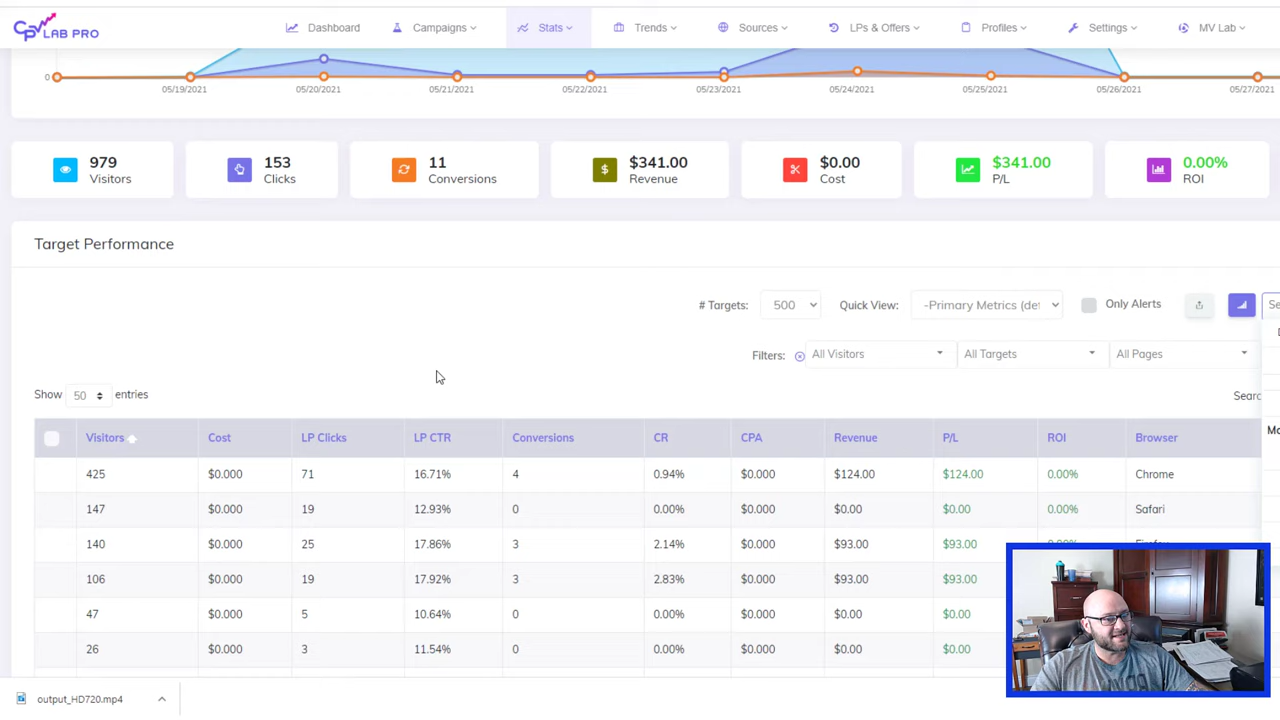 CPV LAB PRO
Dashboard Campaigns Stats Trends Sources LPs & Offers Profiles Settings MV Lab
0
05/19/2021 05/20/2021 05/21/2021 05/22/2021 05/23/2021 05/24/2021 05/25/2021 05/26/2021 05/27/2021
979 153 11 $341.00 $0.00 $341.00 0.00%
Visitors Clicks Conversions Revenue Cost P/L ROI
Target Performance
# Targets: 500 Quick View: -Primary Metrics (def Only Alerts Se
Filters: All Visitors All Targets All Pages
Show 50 entries Searc
Visitors Cost LP Clicks LP CTR Conversions CR CPA Revenue P/L ROI Browser Mo
425 $0.000 71 16.71% 4 0.94% $0.000 $124.00 $124.00 0.00% Chrome
147 $0.000 19 12.93% 0 0.00% $0.000 $0.00 $0.00 0.00% Safari
140 $0.000 25 17.86% 3 2.14% $0.000 $93.00 $93.00 0.00% Firefox
106 $0.000 19 17.92% 3 2.83% $0.000 $93.00 $93.00
47 $0.000 5 10.64% 0 0.00% $0.000 $0.00 $0.00
26 $0.000 3 11.54% 0 0.00% $0.000 $0.00 $0.00
output_HD720.mp4